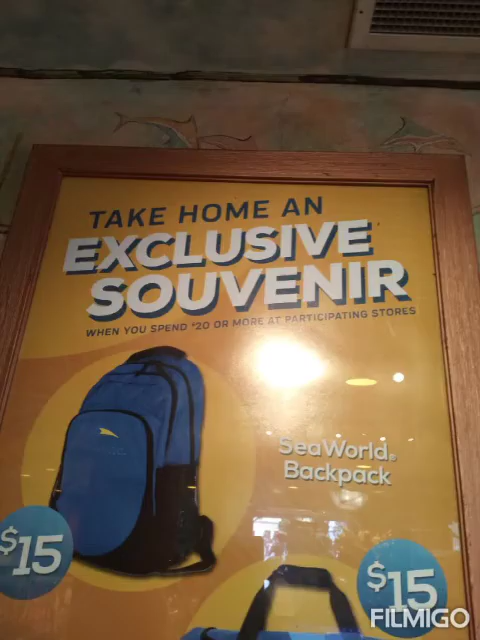 TAKE HOME AN
EXCLUSIVE*
SOUVENIR
WHEN YOU SPEND $20 OR MORE AT PARTICIPATING STORES
SeaWorld®
Backpack
$15
$15
FILMIGO